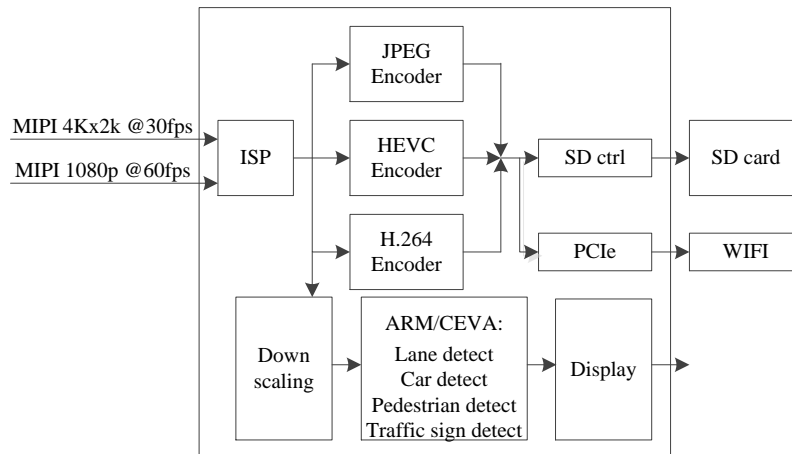 JPEG
Encoder
MIPI 4Kx2k @30fps
MIPI 1080p @60fps
ISP
HEVC
Encoder
SD ctrl
SD card
H.264
Encoder
PCIe
WIFI
Down
scaling
ARM/CEVA:
Lane detect
Car detect
Pedestrian detect
Traffic sign detect
Display